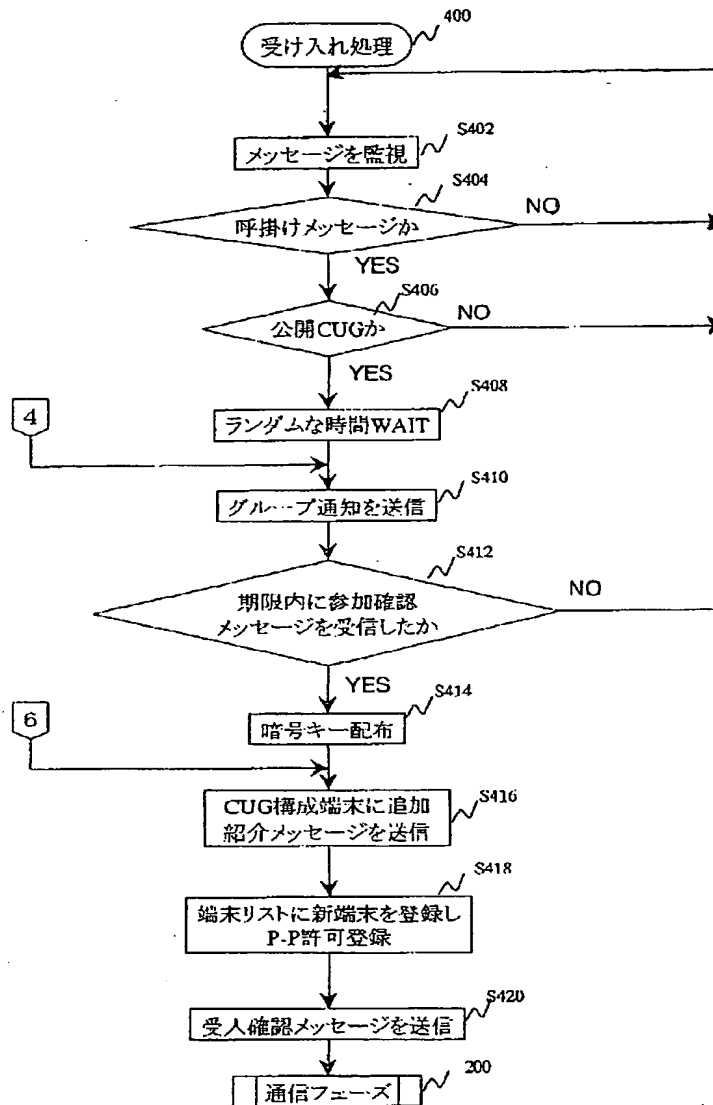 受け入れ処理
400
S402
メッセージを監視
S404
呼掛けメッセージか
NO
YES
S406
公開CUGか
NO
YES
S408
4
ランダムな時間WAIT
S410
グループ通知を送信
S412
期限内に参加確認
メッセージを受信したか
NO
YES
S414
6
暗号キー配布
S416
CUG構成端末に追加
紹介メッセージを送信
S418
端末リストに新端末を登録し
P-P許可登録
S420
受入確認メッセージを送信
200
通信フェーズ